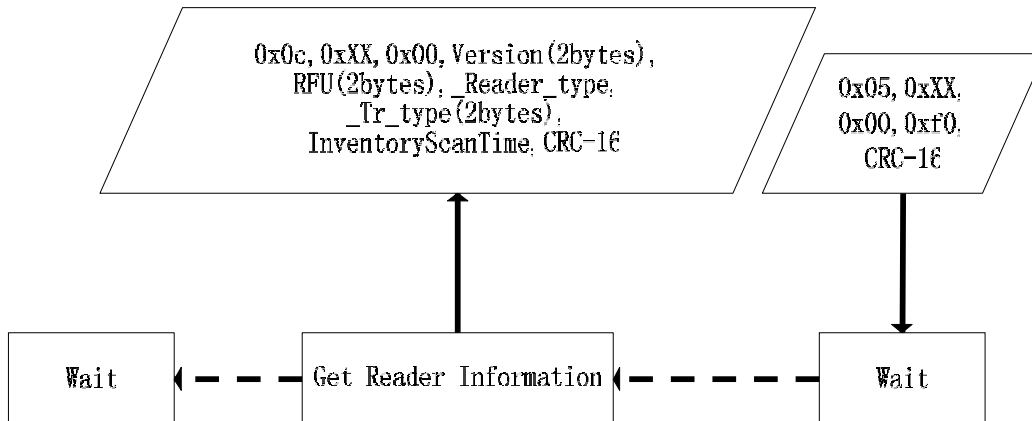 0x0c, 0xXX, 0x00, Version(2bytes),
RFU(2bytes), _Reader_type,
_Tr_type(2bytes),
InventoryScanTime, CRC-16
0x05, 0xXX,
0x00, 0xf0,
CRC-16
Wait
Get Reader Information
Wait